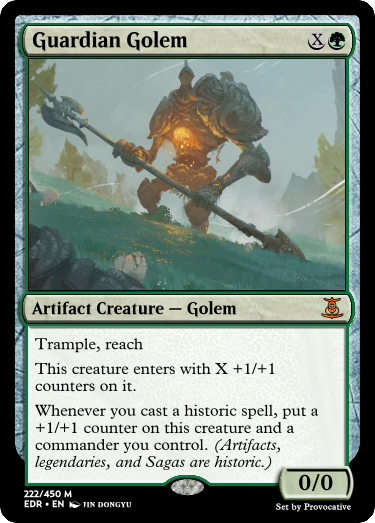 Guardian Golem X
Artifact Creature — Golem
Trample, reach
This creature enters with X +1/+1
counters on it.
Whenever you cast a historic spell, put a
+1/+1 counter on this creature and a
commander you control. (Artifacts,
legendaries, and Sagas are historic.)
0/0
222/450 M
EDR • EN JIN DONGYU
Set by Provocative